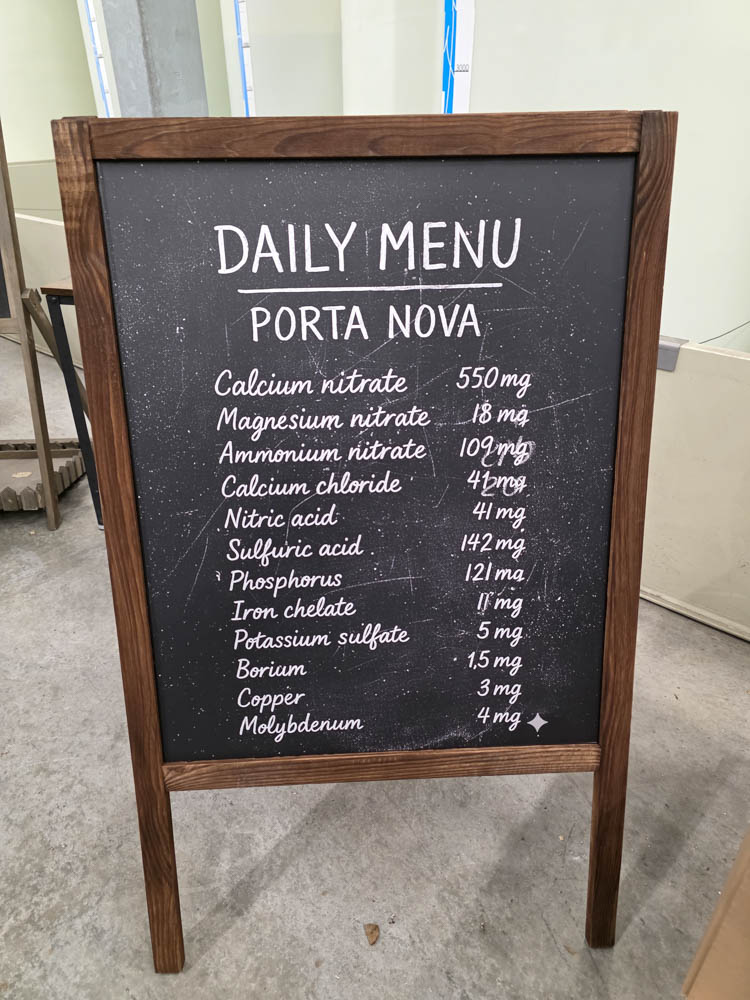 3000
DAILY MENU
PORTA NOVA
Calcium nitrate 550 mg
Magnesium nitrate 18 mg
Ammonium nitrate 109 mg
Calcium chloride 41 mg
Nitric acid 41 mg
Sulfuric acid 142 mg
Phosphorus 121 mg
Iron chelate 11 mg
Potassium sulfate 5 mg
Borium 1.5 mg
Copper 3 mg
Molybdenum 4 mg